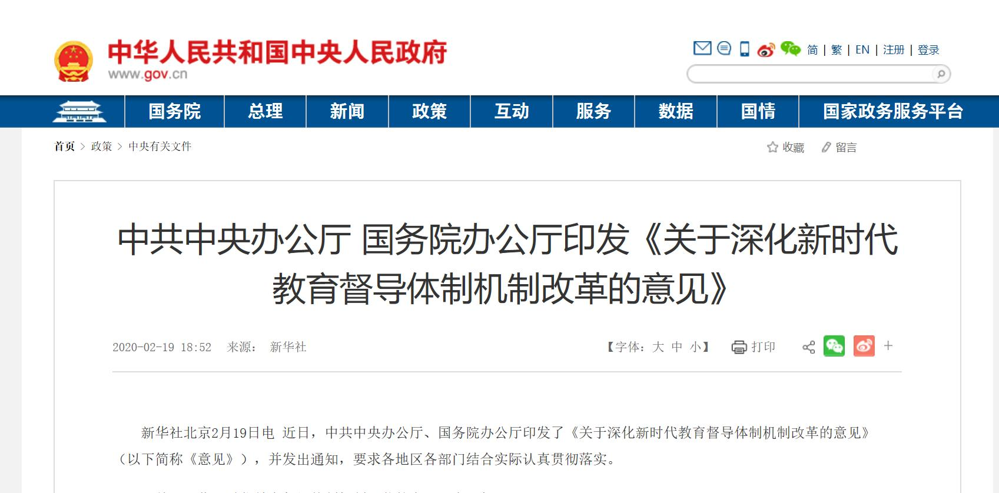 中华人民共和国中央人民政府
www.gov.cn
简 | 繁 | EN | 注册 | 登录
国务院 总理 新闻 政策 互动 服务 数据 国情 国家政务服务平台
首页 > 政策 > 中央有关文件
收藏 留言
中共中央办公厅 国务院办公厅印发《关于深化新时代
教育督导体制机制改革的意见》
2020-02-19 18:52 来源： 新华社 【字体：大 中 小】 打印 +
新华社北京2月19日电 近日，中共中央办公厅、国务院办公厅印发了《关于深化新时代教育督导体制机制改革的意见》
（以下简称《意见》），并发出通知，要求各地区各部门结合实际认真贯彻落实。